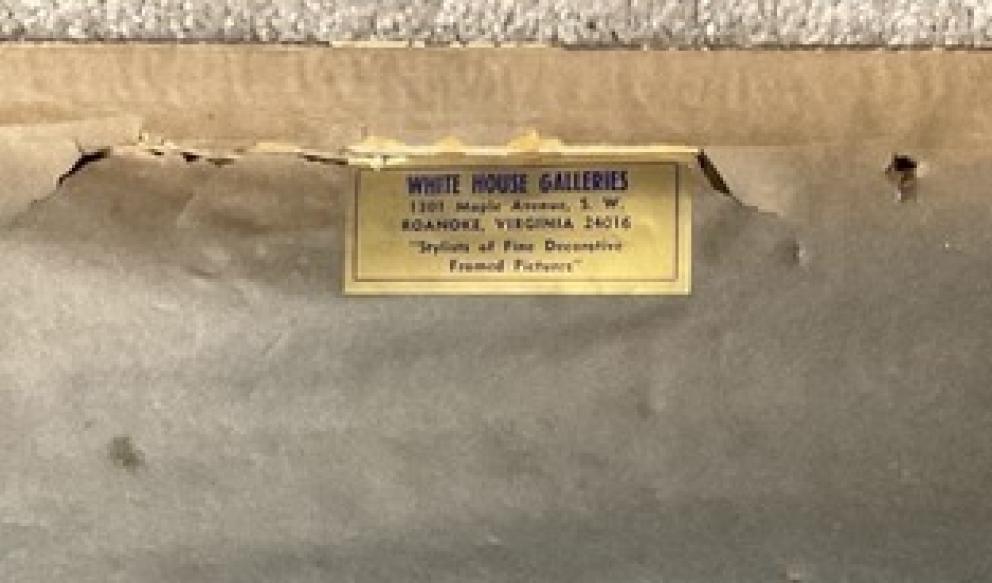 WHITE HOUSE GALLERIES
1301 Maple Avenue, S. W.
ROANOKE, VIRGINIA 24016
"Stylists of Fine Decorative
Framed Pictures"